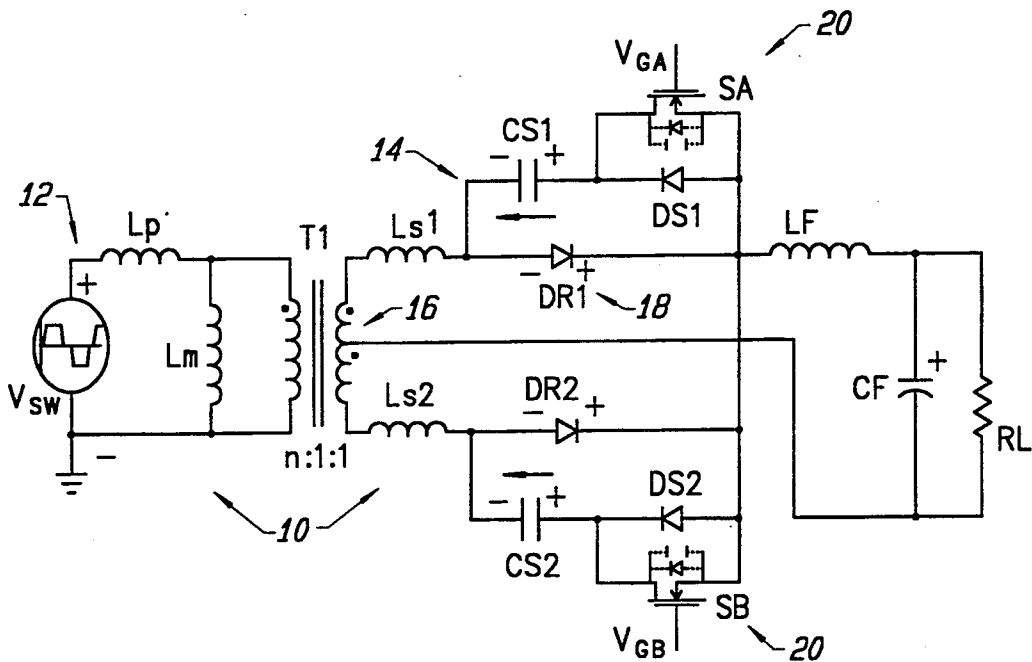 20
V_GA
SA
CS1
14
- +
12
DS1
Lp
T1
Ls1
LF
+
- +
DR1
18
16
Lm
V_SW
DR2
CF
+
Ls2
- +
RL
-
n:1:1
DS2
10
- +
CS2
SB
V_GB
20